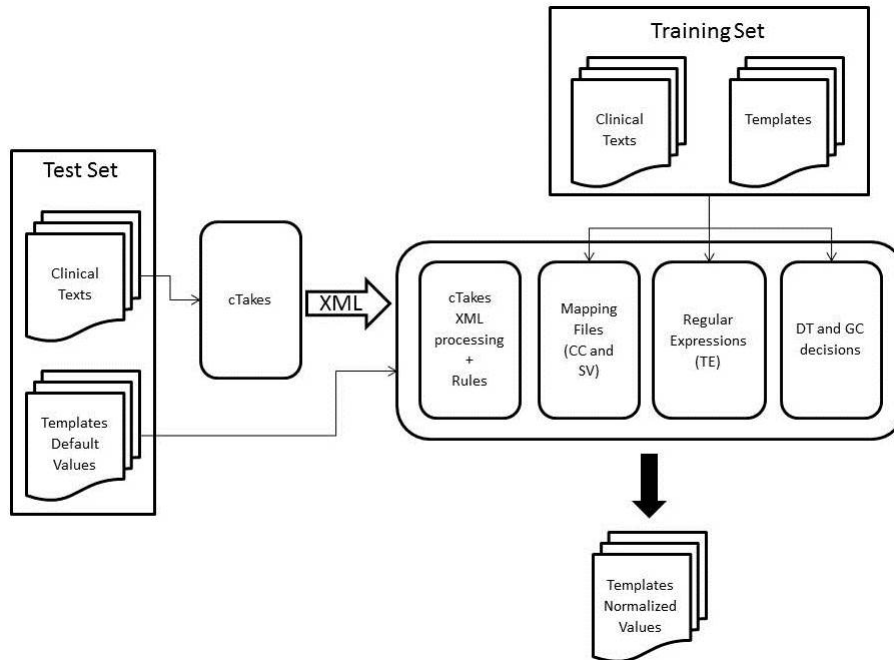 Training Set
Clinical
Texts
Templates
Test Set
Clinical
Texts
Templates
Default
Values
cTakes
XML
cTakes
XML
processing
+
Rules
Mapping
Files
(CC and
SV)
Regular
Expressions
(TE)
DT and GC
decisions
Templates
Normalized
Values